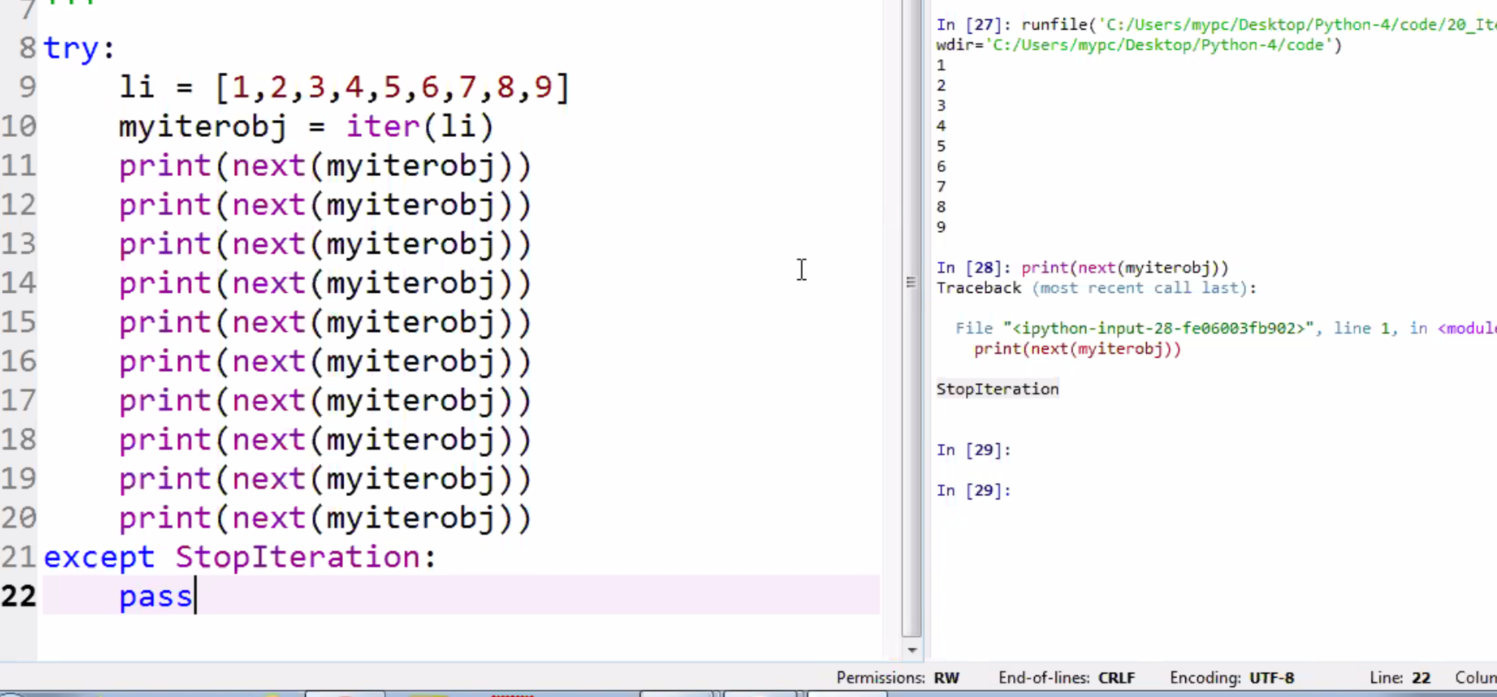 7 '''
8 try:
9 li = [1,2,3,4,5,6,7,8,9]
10 myiterobj = iter(li)
11 print(next(myiterobj))
12 print(next(myiterobj))
13 print(next(myiterobj))
14 print(next(myiterobj))
15 print(next(myiterobj))
16 print(next(myiterobj))
17 print(next(myiterobj))
18 print(next(myiterobj))
19 print(next(myiterobj))
20 print(next(myiterobj))
21 except StopIteration:
22 pass
In [27]: runfile('C:/Users/mypc/Desktop/Python-4/code/20_Ite
wdir='C:/Users/mypc/Desktop/Python-4/code')
1
2
3
4
5
6
7
8
9
In [28]: print(next(myiterobj))
Traceback (most recent call last):
File "<ipython-input-28-fe06003fb902>", line 1, in <module
print(next(myiterobj))
StopIteration
In [29]:
In [29]:
Permissions: RW End-of-lines: CRLF Encoding: UTF-8 Line: 22 Colun